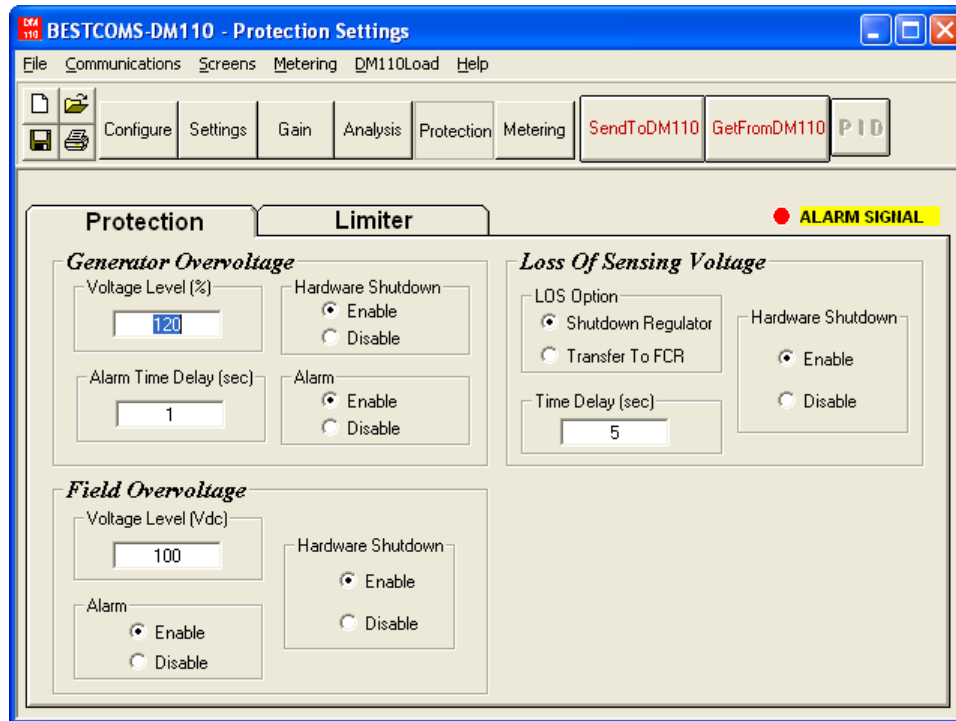 DM
110
BESTCOMS-DM110 - Protection Settings
File Communications Screens Metering DM110Load Help
Configure Settings Gain Analysis Protection Metering SendToDM110 GetFromDM110 PID
Protection Limiter ALARM SIGNAL
Generator Overvoltage
Voltage Level (%)
120
Hardware Shutdown
Enable
Disable
Alarm Time Delay (sec)
1
Alarm
Enable
Disable
Loss Of Sensing Voltage
LOS Option
Shutdown Regulator
Transfer To FCR
Time Delay (sec)
5
Hardware Shutdown
Enable
Disable
Field Overvoltage
Voltage Level (Vdc)
100
Alarm
Enable
Disable
Hardware Shutdown
Enable
Disable